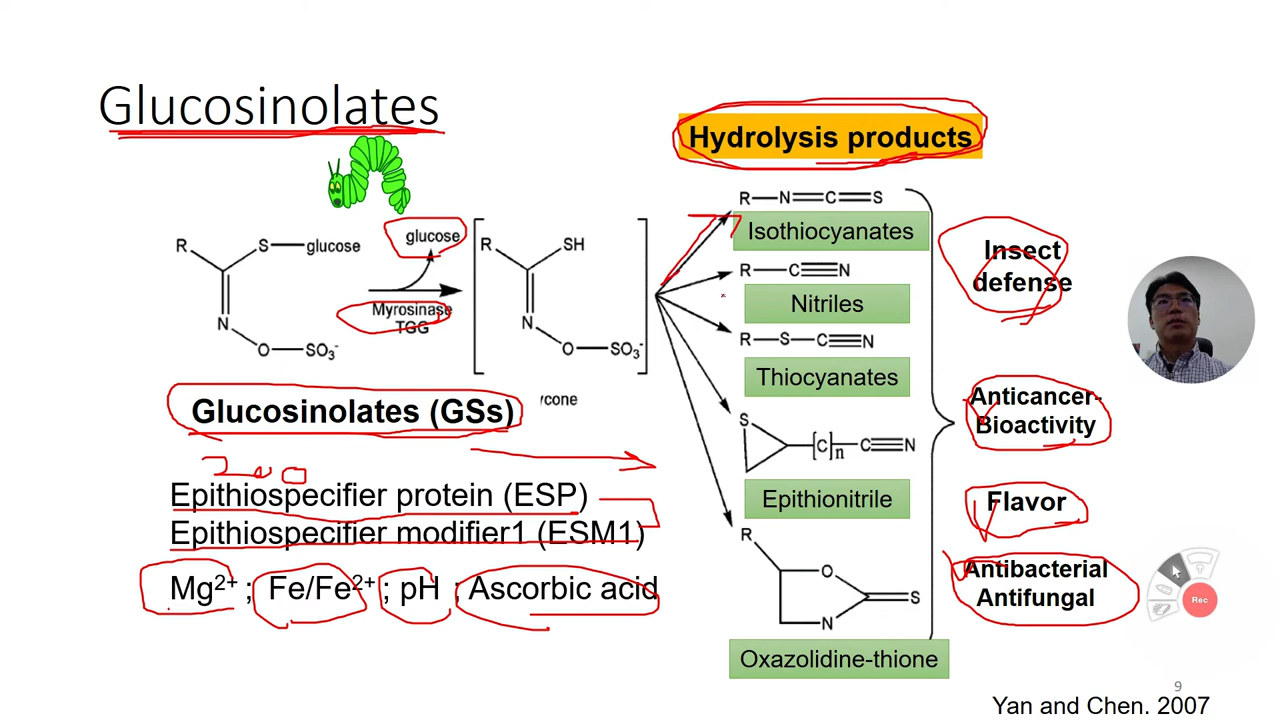 Glucosinolates
Hydrolysis products
R
S
glucose
N
O
SO₃⁻
glucose
Myrosinase
TGG
R
SH
N
O
SO₃⁻
R—N=C=S
Isothiocyanates
R—C≡N
Nitriles
R—S—C≡N
Thiocyanates
S
[C]n—C≡N
Epithionitrile
R
O
S
N
Oxazolidine-thione
Insect
defense
Anticancer-
Bioactivity
Flavor
Antibacterial
Antifungal
Glucosinolates (GSs)
ycone
200
Epithiospecifier protein (ESP)
Epithiospecifier modifier1 (ESM1)
Mg²⁺ ; Fe/Fe²⁺ ; pH ; Ascorbic acid
Rec
9
Yan and Chen. 2007